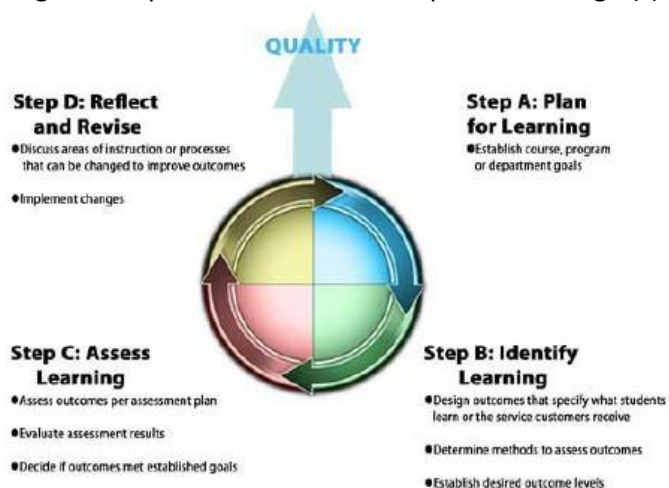 QUALITY
Step D: Reflect
and Revise
●Discuss areas of instruction or processes
that can be changed to improve outcomes
●Implement changes
Step A: Plan
for Learning
●Establish course, program
or department goals
Step C: Assess
Learning
●Assess outcomes per assessment plan
●Evaluate assessment results
●Decide if outcomes met established goals
Step B: Identify
Learning
●Design outcomes that specify what students
learn or the service customers receive
●Determine methods to assess outcomes
●Establish desired outcome levels